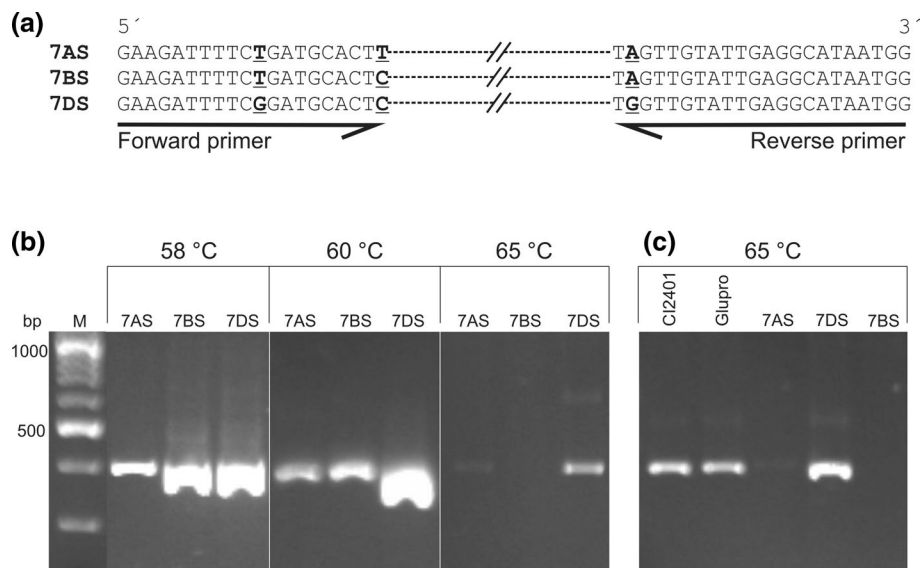 (a)
5´ 3´
7AS GAAGATTTTCTGATGCACTT TAGTTGTATTGAGGCATAATGG
7BS GAAGATTTTCTGATGCACTC TAGTTGTATTGAGGCATAATGG
7DS GAAGATTTTCGGATGCACTC TGGTTGTATTGAGGCATAATGG
Forward primer Reverse primer
(b) (c)
58 °C 60 °C 65 °C 65 °C
bp M 7AS 7BS 7DS 7AS 7BS 7DS 7AS 7BS 7DS CI2401 Glupro 7AS 7DS 7BS
1000
500